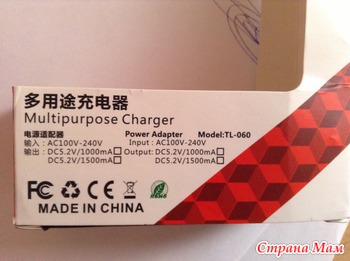 多用途充电器
Multipurpose Charger
电源适配器 Power Adapter Model:TL-060
输入：AC100V-240V Input：AC100V-240V
输出：DC5.2V/1000mA□ Output：DC5.2V/1000mA□
DC5.2V/1500mA□ DC5.2V/1500mA□
FC CE RoHS
MADE IN CHINA
Страна Мам